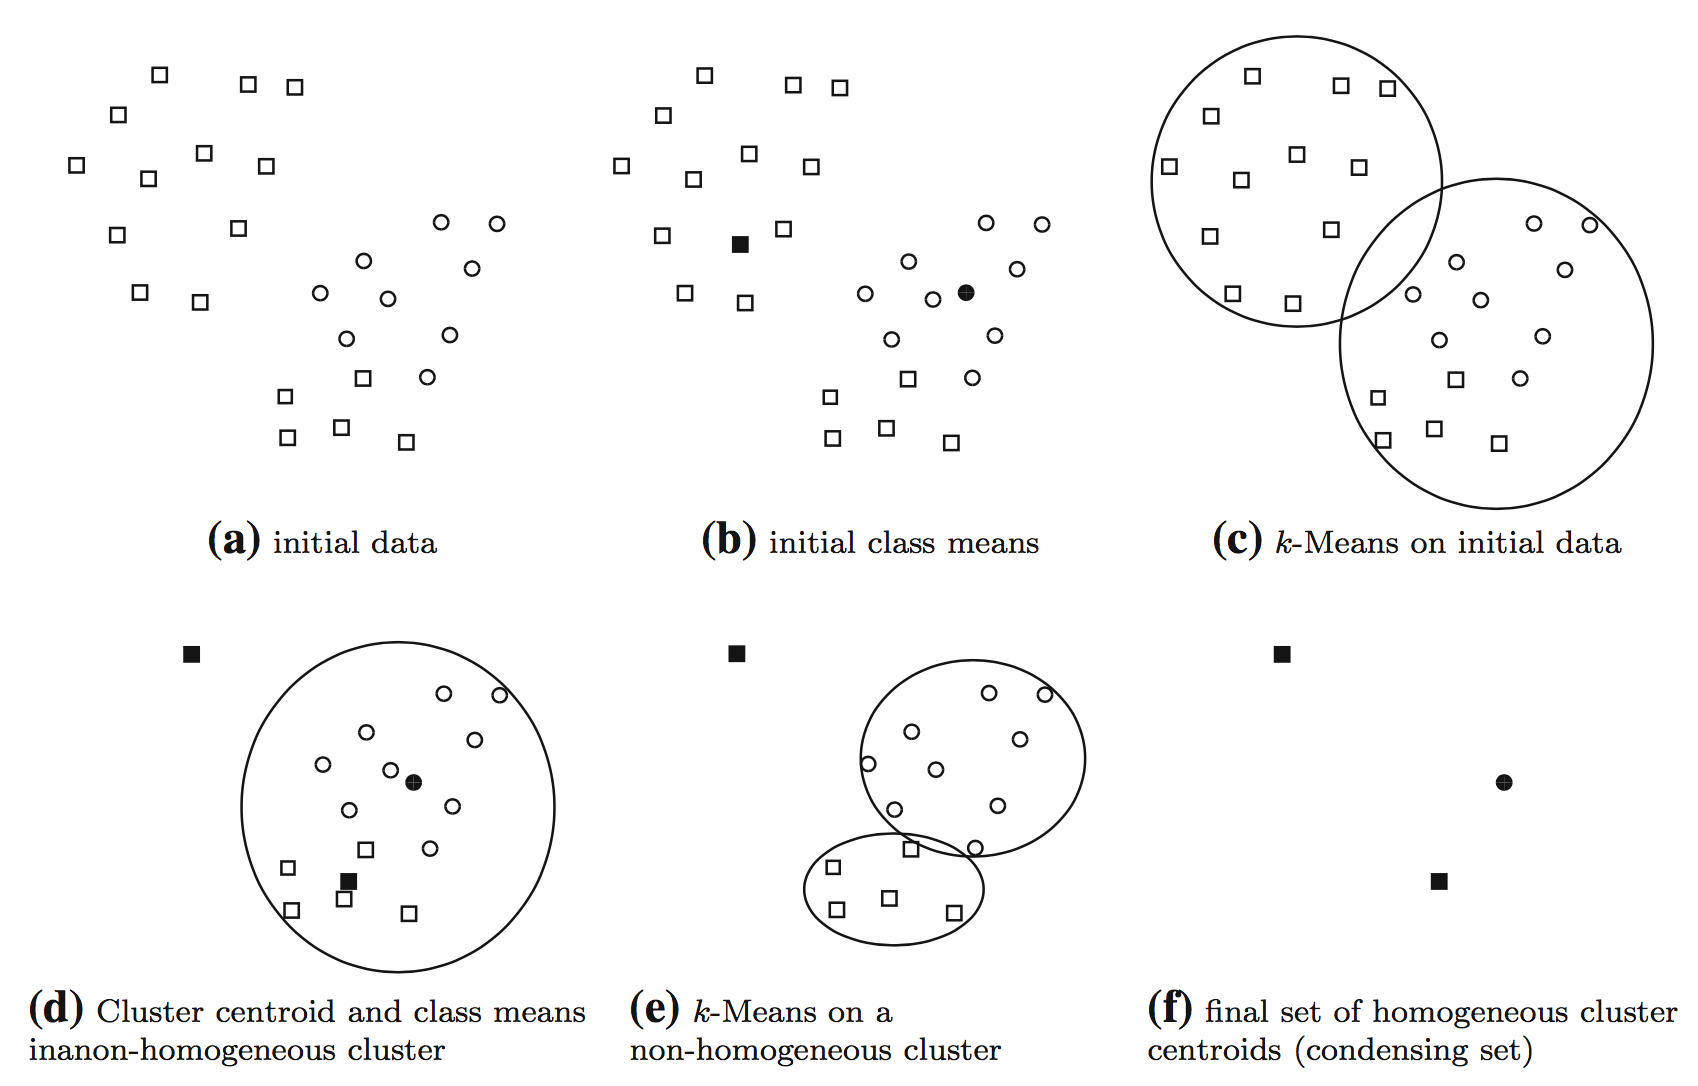 (a) initial data
(b) initial class means
(c) k-Means on initial data
(d) Cluster centroid and class means
inanon-homogeneous cluster
(e) k-Means on a
non-homogeneous cluster
(f) final set of homogeneous cluster
centroids (condensing set)